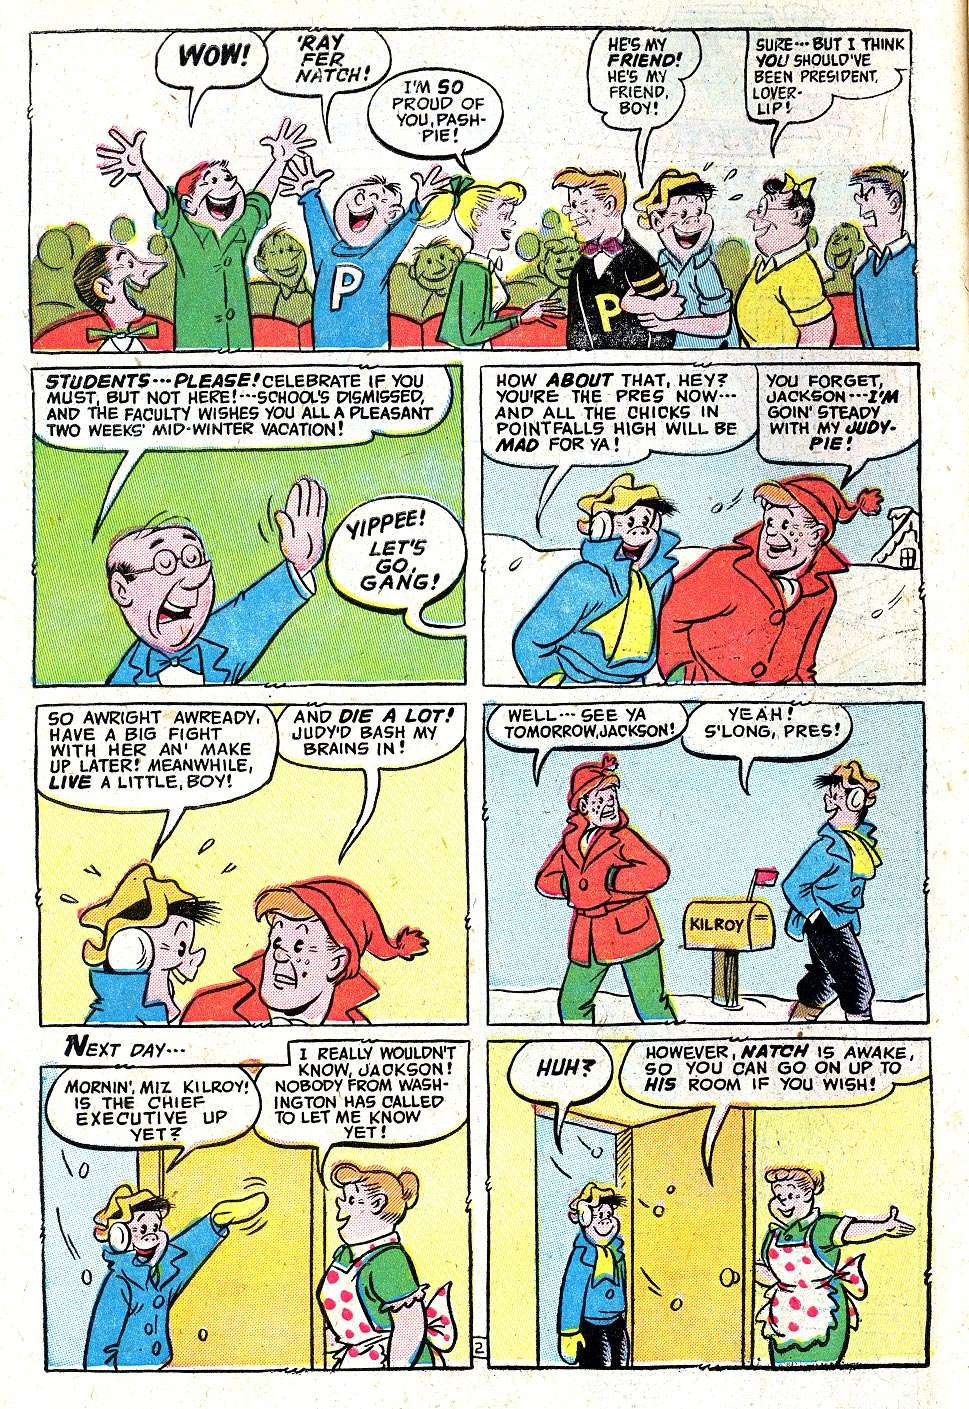 WOW!
'RAY
FER
NATCH!
I'M SO
PROUD OF
YOU, PASH-
PIE!
HE'S MY
FRIEND!
HE'S MY
FRIEND,
BOY!
SURE--- BUT I THINK
YOU SHOULD'VE
BEEN PRESIDENT,
LOVER-
LIP!
P
P
STUDENTS---PLEASE! CELEBRATE IF YOU
MUST, BUT NOT HERE!---SCHOOL'S DISMISSED,
AND THE FACULTY WISHES YOU ALL A PLEASANT
TWO WEEKS' MID-WINTER VACATION!
YIPPEE!
LET'S
GO,
GANG!
HOW ABOUT THAT, HEY?
YOU'RE THE PRES NOW---
AND ALL THE CHICKS IN
POINTFALLS HIGH WILL BE
MAD FOR YA!
YOU FORGET,
JACKSON---I'M
GOIN' STEADY
WITH MY JUDY-
PIE!
SO AWRIGHT AWREADY,
HAVE A BIG FIGHT
WITH HER AN' MAKE
UP LATER! MEANWHILE,
LIVE A LITTLE, BOY!
AND DIE A LOT!
JUDY'D BASH MY
BRAINS IN!
WELL--- SEE YA
TOMORROW, JACKSON!
YEAH!
S'LONG, PRES!
KILROY
NEXT DAY---
MORNIN', MIZ KILROY!
IS THE CHIEF
EXECUTIVE UP
YET?
I REALLY WOULDN'T
KNOW, JACKSON!
NOBODY FROM WASH-
INGTON HAS CALLED
TO LET ME KNOW
YET!
2
HUH?
HOWEVER, NATCH IS AWAKE,
SO YOU CAN GO ON UP TO
HIS ROOM IF YOU WISH!